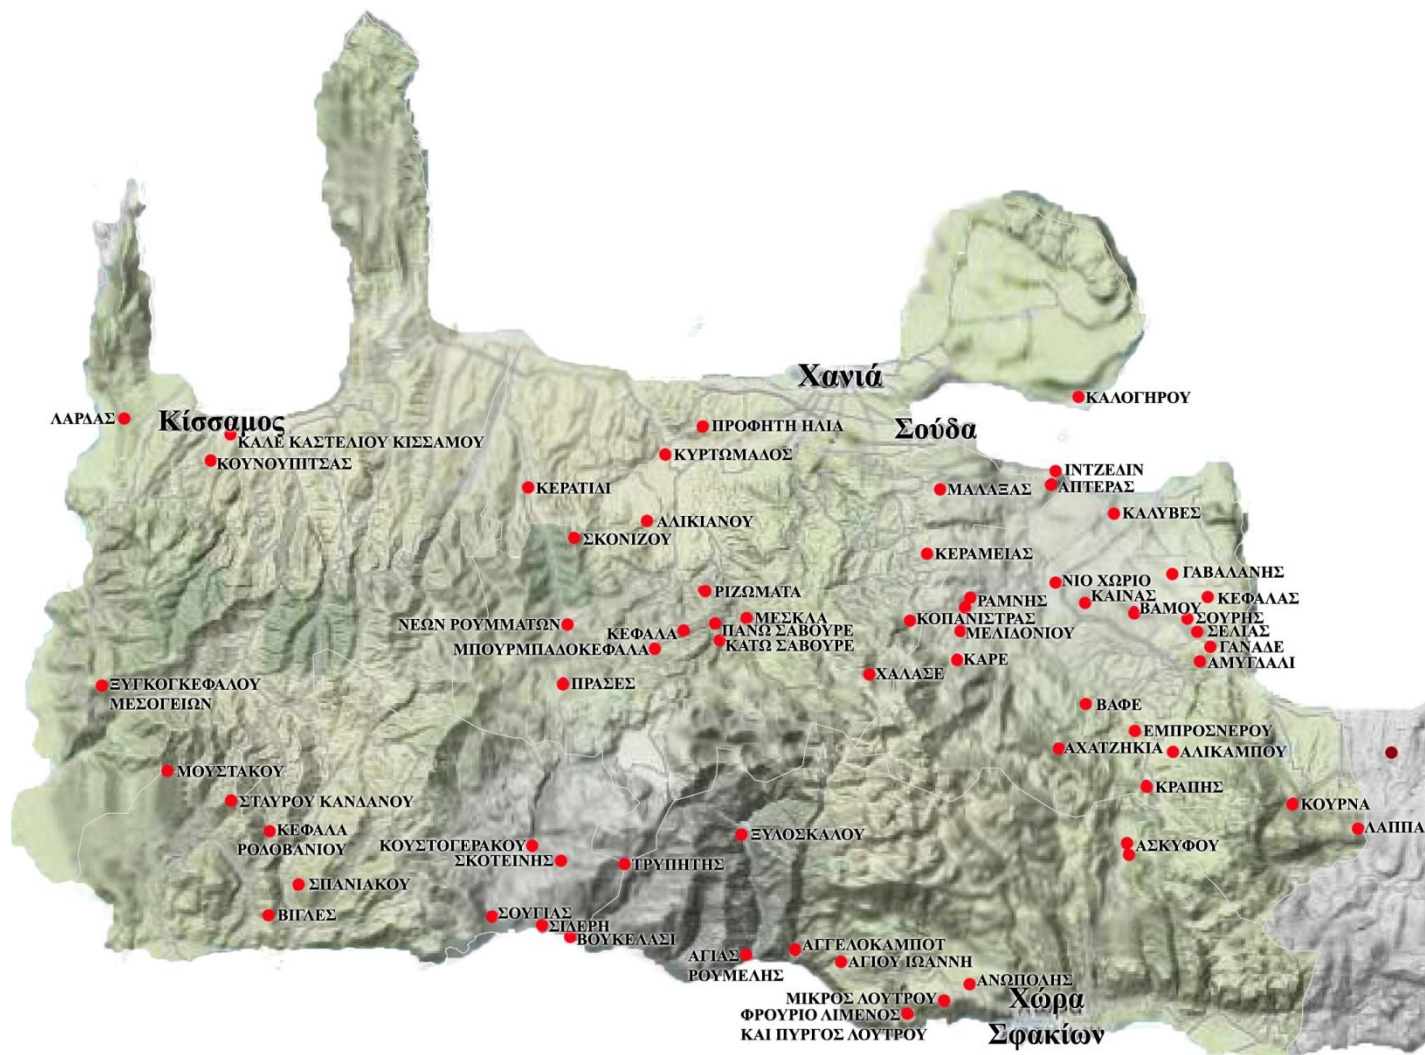 Χανιά
ΚΑΛΟΓΗΡΟΥ
ΛΑΡΔΑΣ
Κίσσαμος
ΚΑΛΕ ΚΑΣΤΕΛΙΟΥ ΚΙΣΣΑΜΟΥ
ΠΡΟΦΗΤΗ ΗΛΙΑ
Σούδα
ΚΟΥΝΟΥΠΙΤΣΑΣ
ΚΥΡΤΩΜΑΔΟΣ
ΙΝΤΖΕΔΙΝ
ΚΕΡΑΤΙΔΙ
ΜΑΛΑΞΑΣ
ΑΠΤΕΡΑΣ
ΑΛΙΚΙΑΝΟΥ
ΚΑΛΥΒΕΣ
ΣΚΟΝΙΖΟΥ
ΚΕΡΑΜΕΙΑΣ
ΓΑΒΑΛΑΝΗΣ
ΡΙΖΩΜΑΤΑ
ΝΙΟ ΧΩΡΙΟ
ΡΑΜΝΗΣ
ΚΑΙΝΑΣ
ΚΕΦΑΛΑΣ
ΒΑΜΟΥ
ΝΕΩΝ ΡΟΥΜΜΑΤΩΝ
ΜΕΣΚΛΑ
ΚΟΠΑΝΙΣΤΡΑΣ
ΣΟΥΡΗΣ
ΚΕΦΑΛΑ
ΠΑΝΩ ΣΑΒΟΥΡΕ
ΜΕΛΙΔΟΝΙΟΥ
ΣΕΛΙΑΣ
ΜΠΟΥΡΜΠΑΔΟΚΕΦΑΛΑ
ΚΑΤΩ ΣΑΒΟΥΡΕ
ΓΑΝΑΔΕ
ΚΑΡΕ
ΑΜΥΓΔΑΛΙ
ΞΥΓΚΟΓΚΕΦΑΛΟΥ
ΜΕΣΟΓΕΙΩΝ
ΠΡΑΣΕΣ
ΧΑΛΑΣΕ
ΒΑΦΕ
ΕΜΠΡΟΣΝΕΡΟΥ
ΑΧΑΤΖΗΚΙΑ
ΑΛΙΚΑΜΠΟΥ
ΜΟΥΣΤΑΚΟΥ
ΚΡΑΠΗΣ
ΣΤΑΥΡΟΥ ΚΑΝΔΑΝΟΥ
ΚΟΥΡΝΑ
ΚΕΦΑΛΑ
ΡΟΔΟΒΑΝΙΟΥ
ΞΥΛΟΣΚΑΛΟΥ
ΛΑΠΠΑ
ΚΟΥΣΤΟΓΕΡΑΚΟΥ
ΑΣΚΥΦΟΥ
ΣΚΟΤΕΙΝΗΣ
ΤΡΥΠΗΤΗΣ
ΣΠΑΝΙΑΚΟΥ
ΒΙΓΛΕΣ
ΣΟΥΓΙΑΣ
ΣΙΔΕΡΗ
ΒΟΥΚΕΛΑΣΙ
ΑΓΓΕΛΟΚΑΜΠΟΤ
ΑΓΙΑΣ
ΡΟΥΜΕΛΗΣ
ΑΓΙΟΥ ΙΩΑΝΝΗ
ΑΝΩΠΟΛΗΣ
ΜΙΚΡΟΣ ΛΟΥΤΡΟΥ
Χώρα
Σφακίων
ΦΡΟΥΡΙΟ ΛΙΜΕΝΟΣ
ΚΑΙ ΠΥΡΓΟΣ ΛΟΥΤΡΟΥ